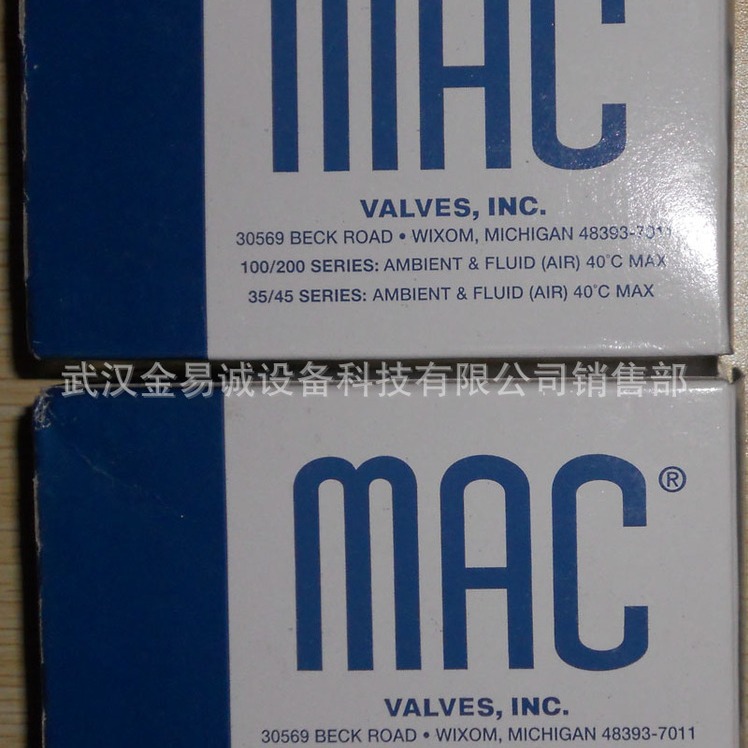 MAC
VALVES, INC.
30569 BECK ROAD • WIXOM, MICHIGAN 48393-7011
100/200 SERIES: AMBIENT & FLUID (AIR) 40°C MAX
35/45 SERIES: AMBIENT & FLUID (AIR) 40°C MAX
武汉金易诚设备科技有限公司销售部
MAC®
VALVES, INC.
30569 BECK ROAD • WIXOM, MICHIGAN 48393-7011